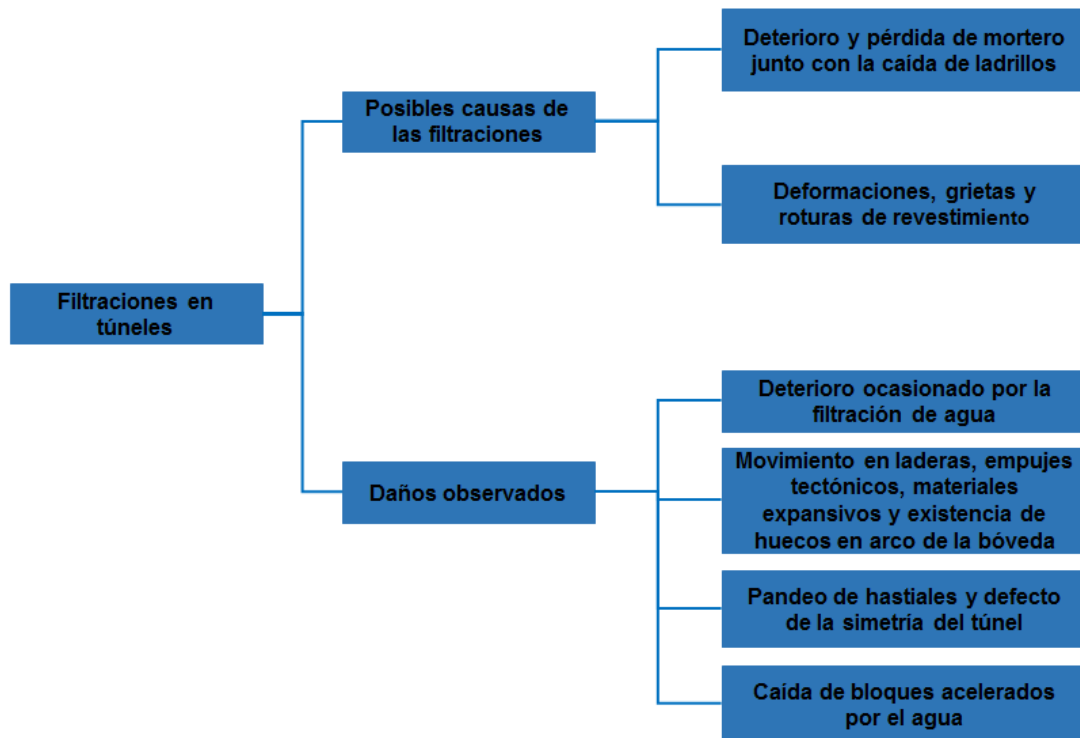 Filtraciones en
túneles
Posibles causas de
las filtraciones
Deterioro y pérdida de mortero
junto con la caída de ladrillos
Deformaciones, grietas y
roturas de revestimiento
Daños observados
Deterioro ocasionado por la
filtración de agua
Movimiento en laderas, empujes
tectónicos, materiales
expansivos y existencia de
huecos en arco de la bóveda
Pandeo de hastiales y defecto
de la simetría del túnel
Caída de bloques acelerados
por el agua